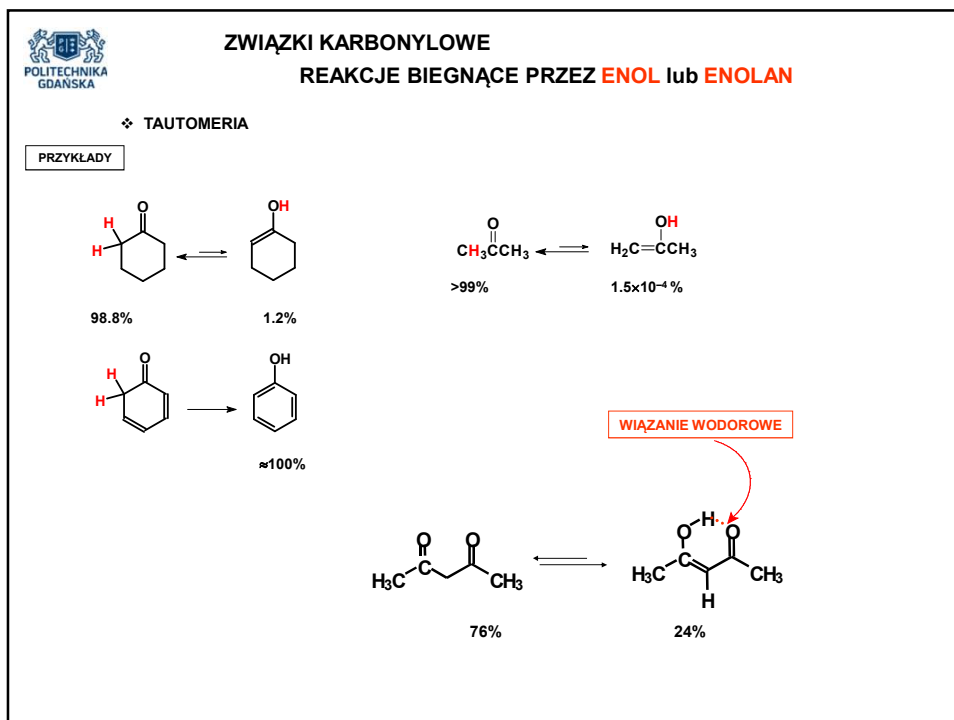 POLITECHNIKA
GDAŃSKA
ZWIĄZKI KARBONYLOWE
REAKCJE BIEGNĄCE PRZEZ ENOL lub ENOLAN
❖ TAUTOMERIA
PRZYKŁADY
H
H
O
OH
98.8%
1.2%
O
CH3CCH3
OH
H2C=CCH3
>99%
1.5×10⁻⁴ %
H
H
O
OH
≈100%
WIĄZANIE WODOROWE
O O
H3C C CH3
76%
O H O
H3C C CH3
H
24%